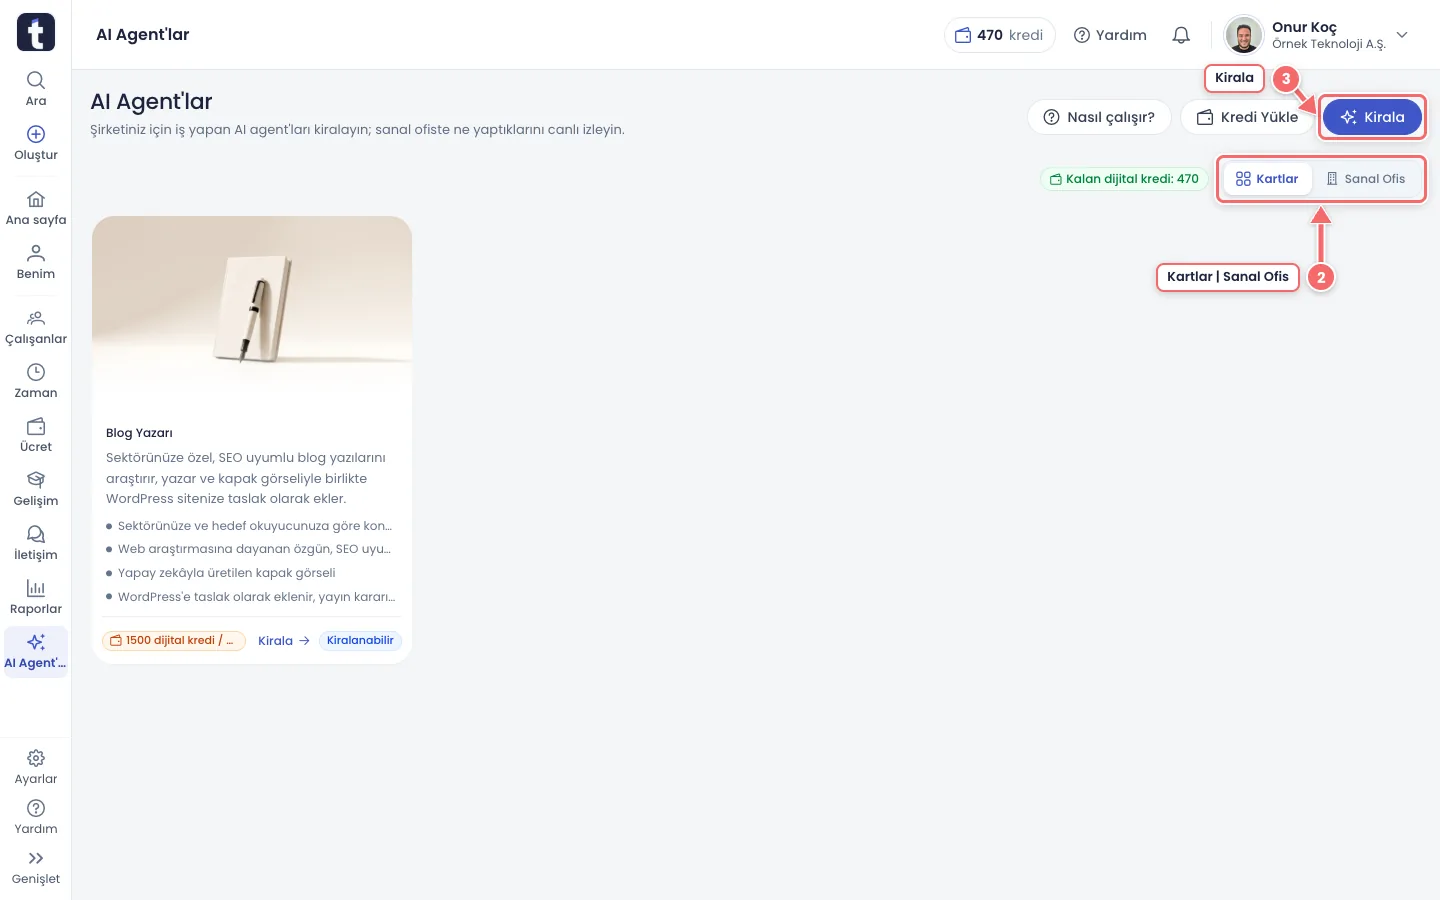 t
AI Agent'lar
470 kredi
Yardım
Onur Koç
Örnek Teknoloji A.Ş.
Ara
Oluştur
Ana sayfa
Benim
Çalışanlar
Zaman
Ücret
Gelişim
İletişim
Raporlar
AI Agent'...
Ayarlar
Yardım
Genişlet
AI Agent'lar
Şirketiniz için iş yapan AI agent'ları kiralayın; sanal ofiste ne yaptıklarını canlı izleyin.
Kirala
3
Nasıl çalışır?
Kredi Yükle
Kirala
Kalan dijital kredi: 470
Kartlar
Sanal Ofis
Kartlar | Sanal Ofis
2
Blog Yazarı
Sektörünüze özel, SEO uyumlu blog yazılarını
araştırır, yazar ve kapak görseliyle birlikte
WordPress sitenize taslak olarak ekler.
Sektörünüze ve hedef okuyucunuza göre kon...
Web araştırmasına dayanan özgün, SEO uyu...
Yapay zekâyla üretilen kapak görseli
WordPress'e taslak olarak eklenir, yayın kararı...
1500 dijital kredi / ...
Kirala
Kiralanabilir